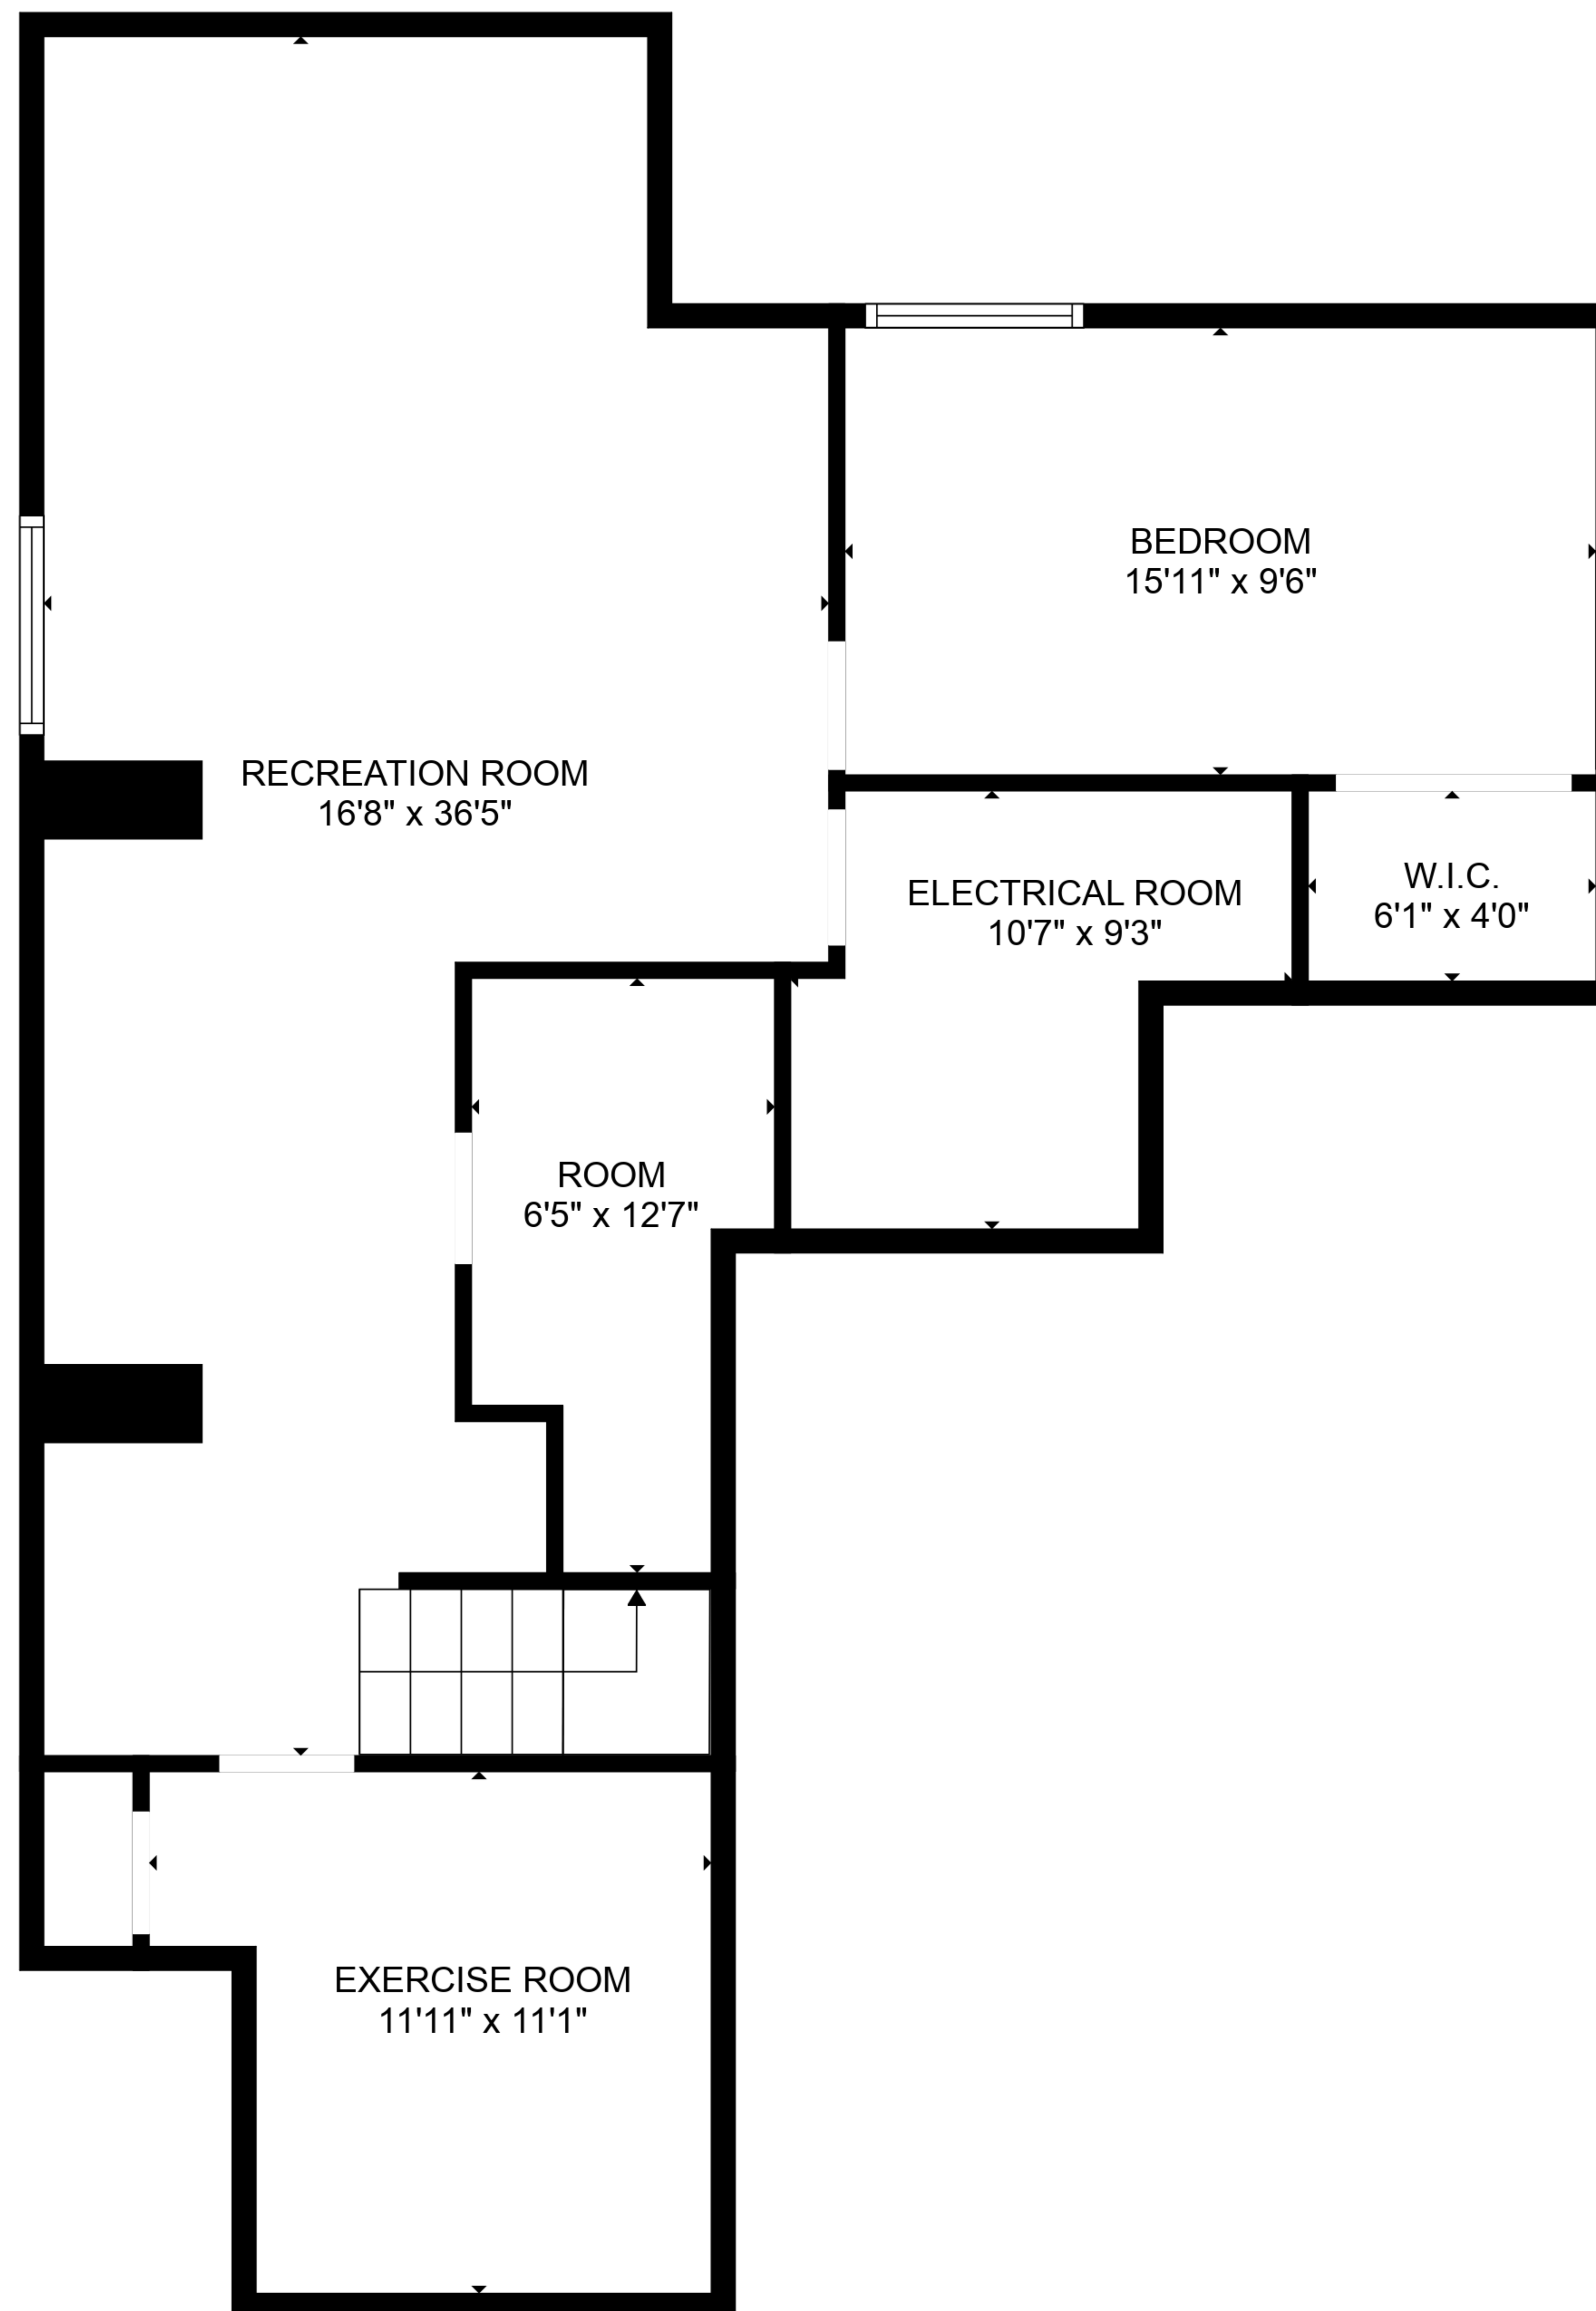 BEDROOM
15'11" x 9'6"
RECREATION ROOM
16'8" x 36'5"
ELECTRICAL ROOM
10'7" x 9'3"
W.I.C.
6'1" x 4'0"
ROOM
6'5" x 12'7"
EXERCISE ROOM
11'11" x 11'1"